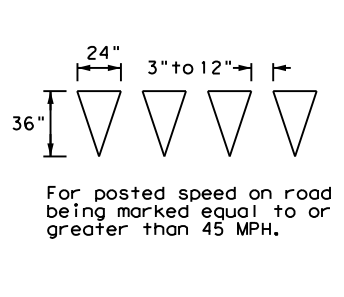 24"
3" to 12"
36"
For posted speed on road
being marked equal to or
greater than 45 MPH.